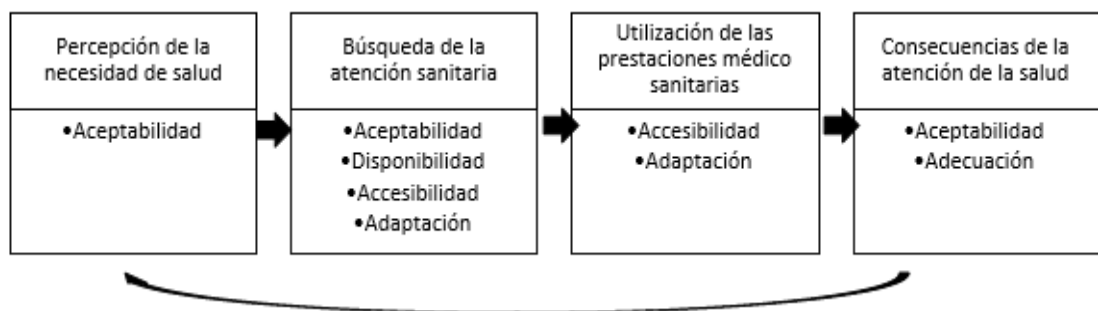 Percepción de la
necesidad de salud
•Aceptabilidad
Búsqueda de la
atención sanitaria
•Aceptabilidad
•Disponibilidad
•Accesibilidad
•Adaptación
Utilización de las
prestaciones médico
sanitarias
•Accesibilidad
•Adaptación
Consecuencias de la
atención de la salud
•Aceptabilidad
•Adecuación